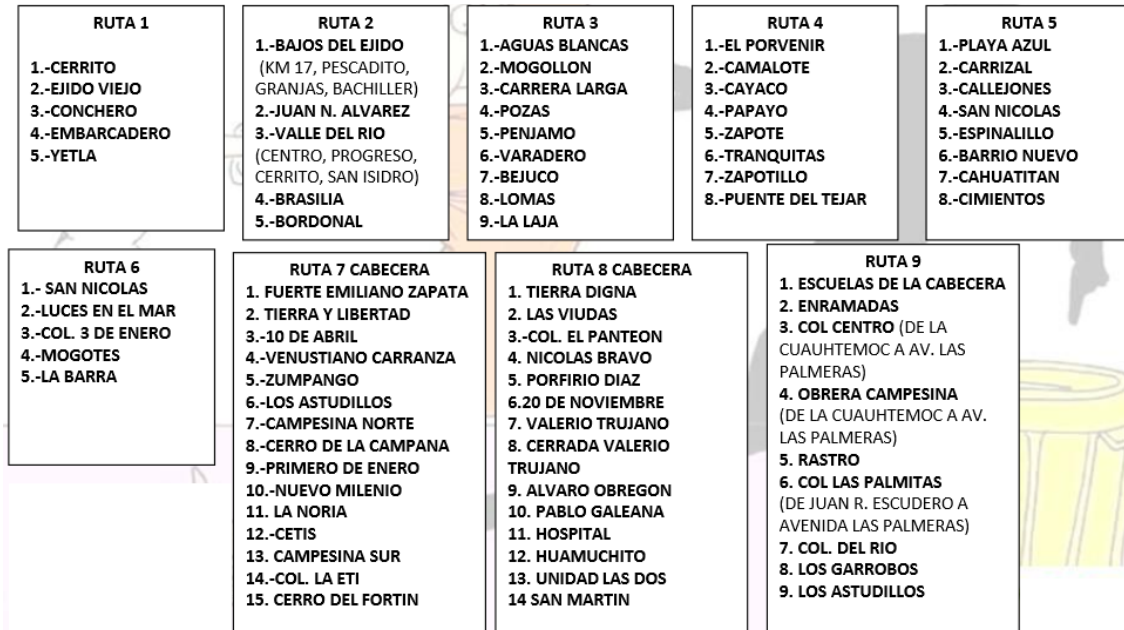 RUTA 1
1.-CERRITO
2.-EJIDO VIEJO
3.-CONCHERO
4.-EMBARCADERO
5.-YETLA
RUTA 2
1.-BAJOS DEL EJIDO
(KM 17, PESCADITO,
GRANJAS, BACHILLER)
2.-JUAN N. ALVAREZ
3.-VALLE DEL RIO
(CENTRO, PROGRESO,
CERRITO, SAN ISIDRO)
4.-BRASILIA
5.-BORDONAL
RUTA 3
1.-AGUAS BLANCAS
2.-MOGOLLON
3.-CARRERA LARGA
4.-POZAS
5.-PENJAMO
6.-VARADERO
7.-BEJUCO
8.-LOMAS
9.-LA LAJA
RUTA 4
1.-EL PORVENIR
2.-CAMALOTE
3.-CAYACO
4.-PAPAYO
5.-ZAPOTE
6.-TRANQUITAS
7.-ZAPOTILLO
8.-PUENTE DEL TEJAR
RUTA 5
1.-PLAYA AZUL
2.-CARRIZAL
3.-CALLEJONES
4.-SAN NICOLAS
5.-ESPINALILLO
6.-BARRIO NUEVO
7.-CAHUATITAN
8.-CIMIENTOS
RUTA 6
1.- SAN NICOLAS
2.-LUCES EN EL MAR
3.-COL. 3 DE ENERO
4.-MOGOTES
5.-LA BARRA
RUTA 7 CABECERA
1. FUERTE EMILIANO ZAPATA
2. TIERRA Y LIBERTAD
3.-10 DE ABRIL
4.-VENUSTIANO CARRANZA
5.-ZUMPANGO
6.-LOS ASTUDILLOS
7.-CAMPESINA NORTE
8.-CERRO DE LA CAMPANA
9.-PRIMERO DE ENERO
10.-NUEVO MILENIO
11. LA NORIA
12.-CETIS
13. CAMPESINA SUR
14.-COL. LA ETI
15. CERRO DEL FORTIN
RUTA 8 CABECERA
1. TIERRA DIGNA
2. LAS VIUDAS
3.-COL. EL PANTEON
4. NICOLAS BRAVO
5. PORFIRIO DIAZ
6.20 DE NOVIEMBRE
7. VALERIO TRUJANO
8. CERRADA VALERIO
TRUJANO
9. ALVARO OBREGON
10. PABLO GALEANA
11. HOSPITAL
12. HUAMUCHITO
13. UNIDAD LAS DOS
14 SAN MARTIN
RUTA 9
1. ESCUELAS DE LA CABECERA
2. ENRAMADAS
3. COL CENTRO (DE LA
CUAUHTEMOC A AV. LAS
PALMERAS)
4. OBRERA CAMPESINA
(DE LA CUAUHTEMOC A AV.
LAS PALMERAS)
5. RASTRO
6. COL LAS PALMITAS
(DE JUAN R. ESCUDERO A
AVENIDA LAS PALMERAS)
7. COL. DEL RIO
8. LOS GARROBOS
9. LOS ASTUDILLOS